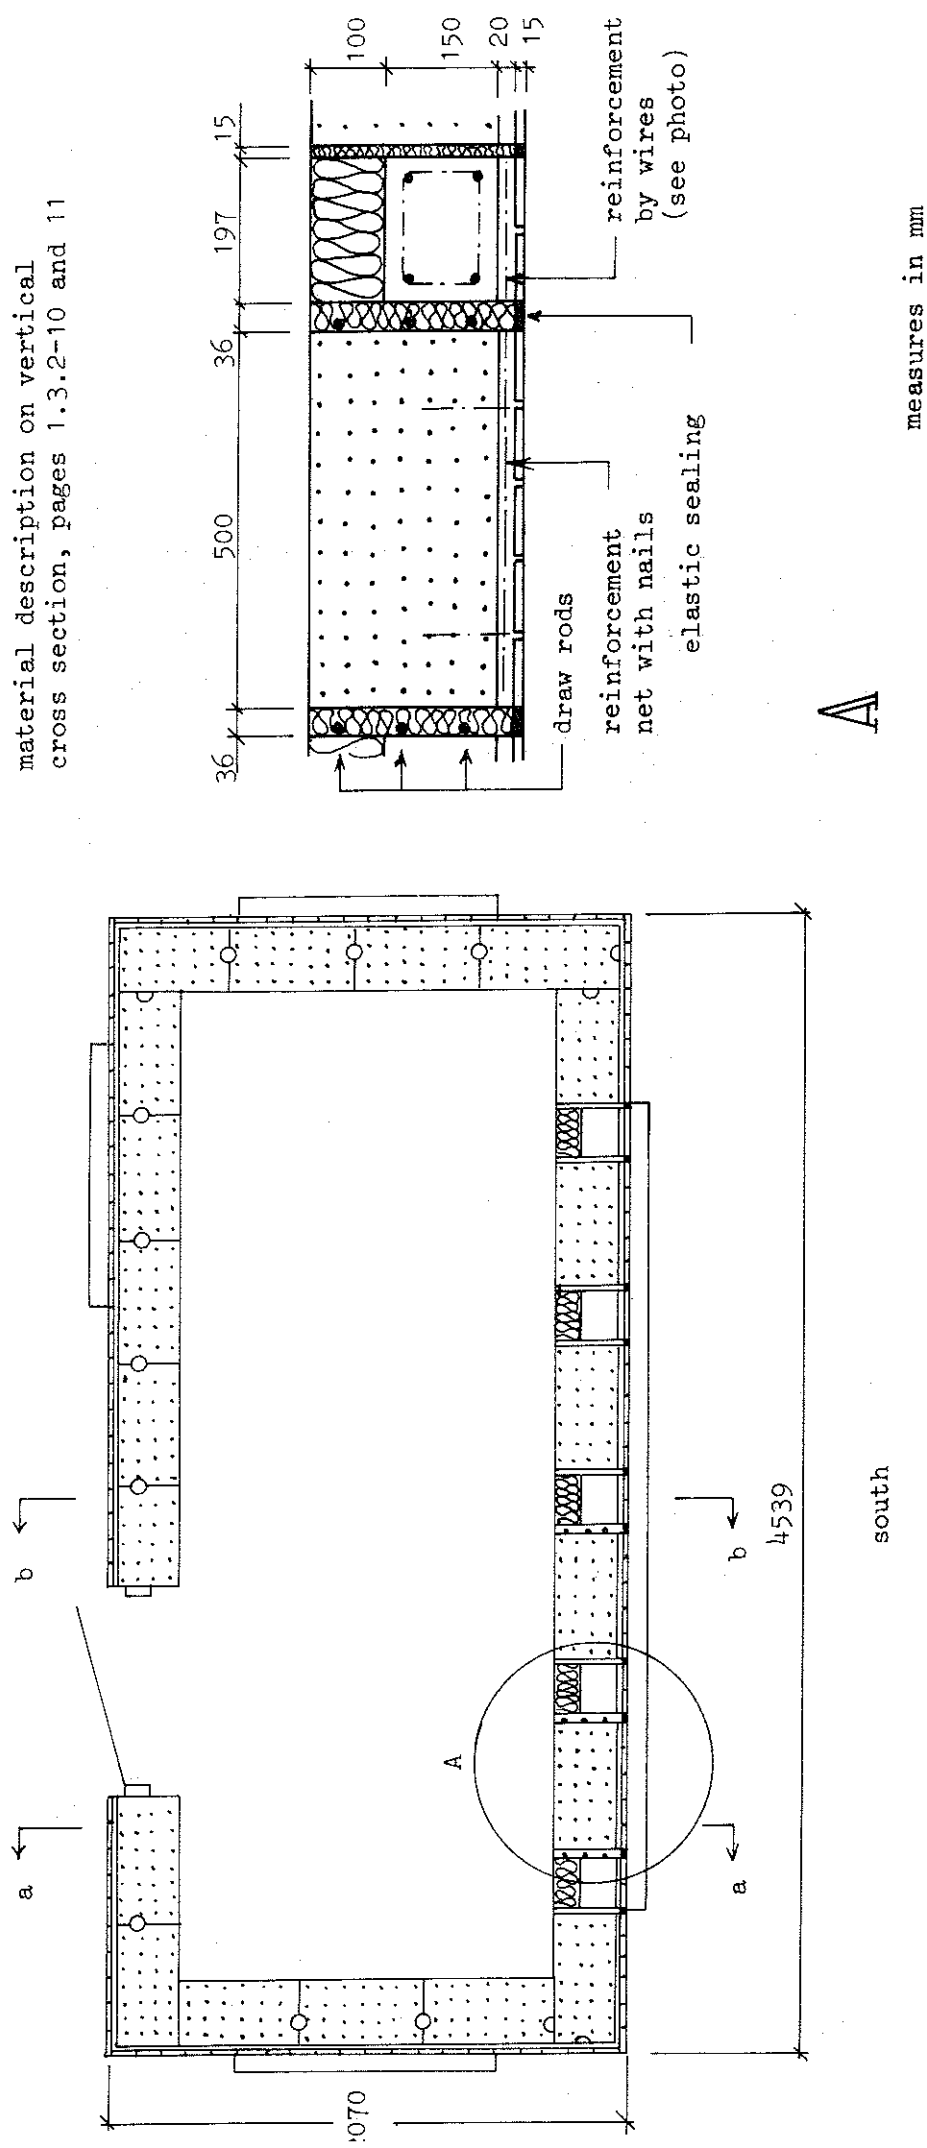 material description on vertical
cross section, pages 1.3.2-10 and 11
36
500
36
197
15
100
150
20
15
draw rods
reinforcement
net with nails
elastic sealing
reinforcement
by wires
(see photo)
A
measures in mm
a
b
A
a
b
4539
south